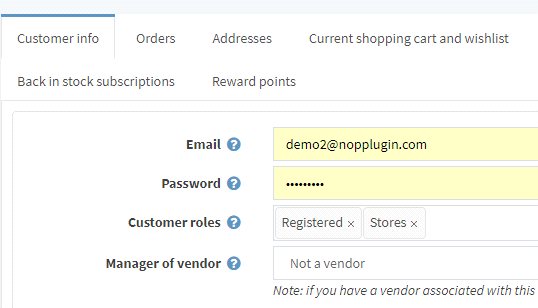 Customer info Orders Addresses Current shopping cart and wishlist
Back in stock subscriptions Reward points
Email ? demo2@nopplugin.com
Password ? •••••••••
Customer roles ? Registered × Stores ×
Manager of vendor ? Not a vendor
Note: if you have a vendor associated with this